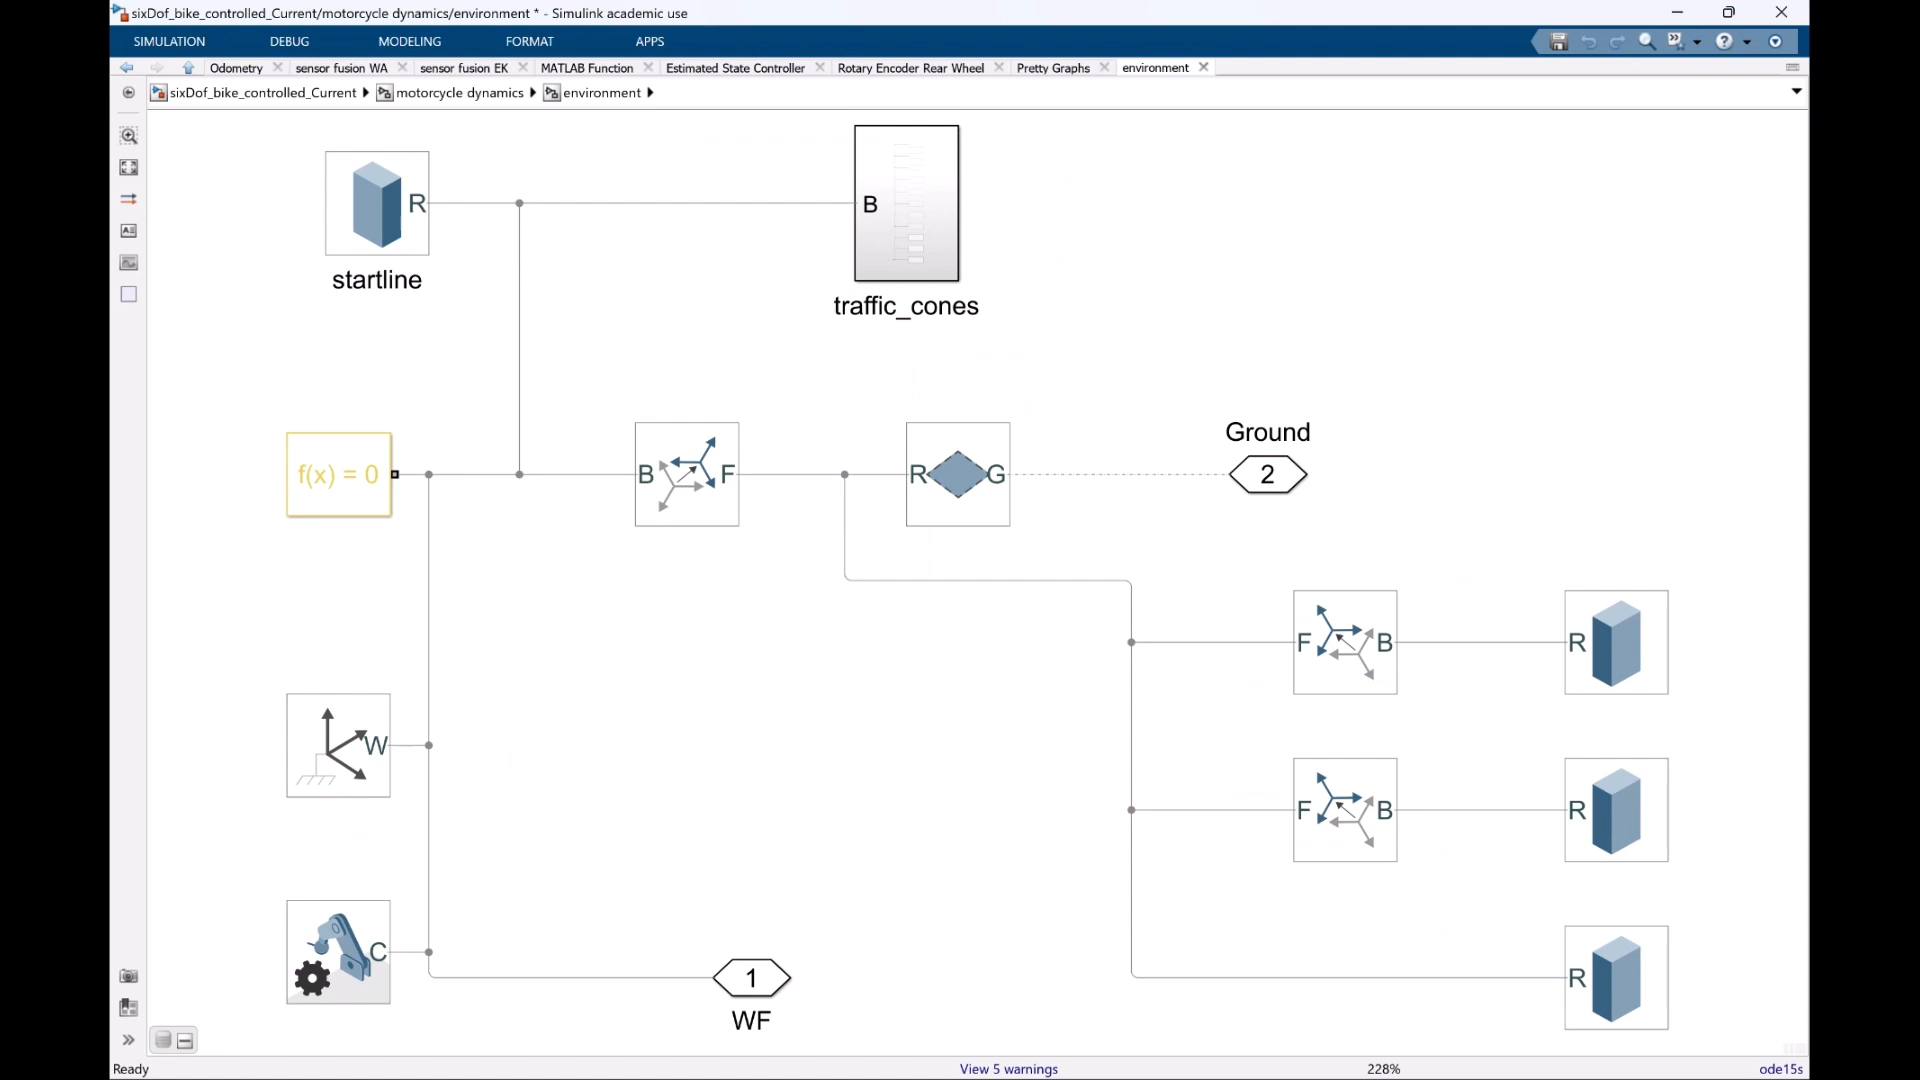 sixDof_bike_controlled_Current/motorcycle dynamics/environment * - Simulink academic use
SIMULATION DEBUG MODELING FORMAT APPS
Odometry sensor fusion WA sensor fusion EK MATLAB Function Estimated State Controller Rotary Encoder Rear Wheel Pretty Graphs environment
sixDof_bike_controlled_Current motorcycle dynamics environment
R
startline
B
traffic_cones
f(x) = 0
B F
R G
Ground
2
F B
R
W
F B
R
C
1
WF
R
Ready View 5 warnings 228% ode15s